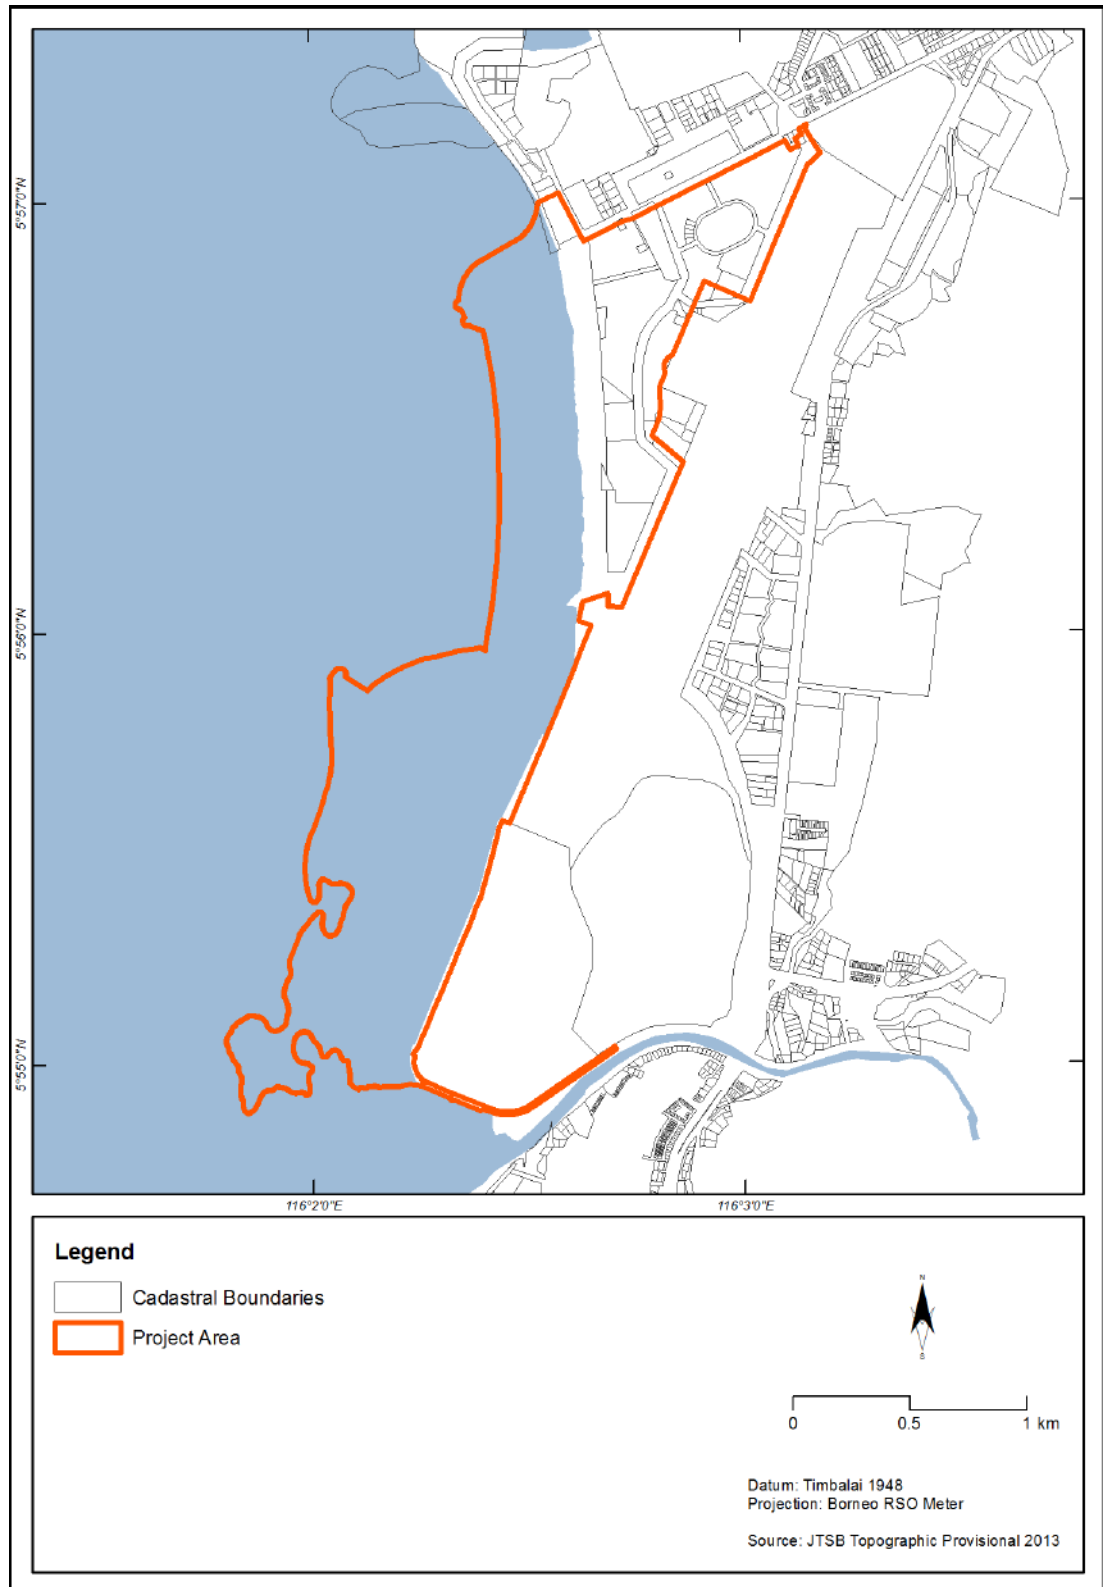 5°57'0"N
5°56'0"N
5°55'0"N
116°2'0"E
116°3'0"E
Legend
Cadastral Boundaries
Project Area
N
S
0 0.5 1 km
Datum: Timbalai 1948
Projection: Borneo RSO Meter
Source: JTSB Topographic Provisional 2013